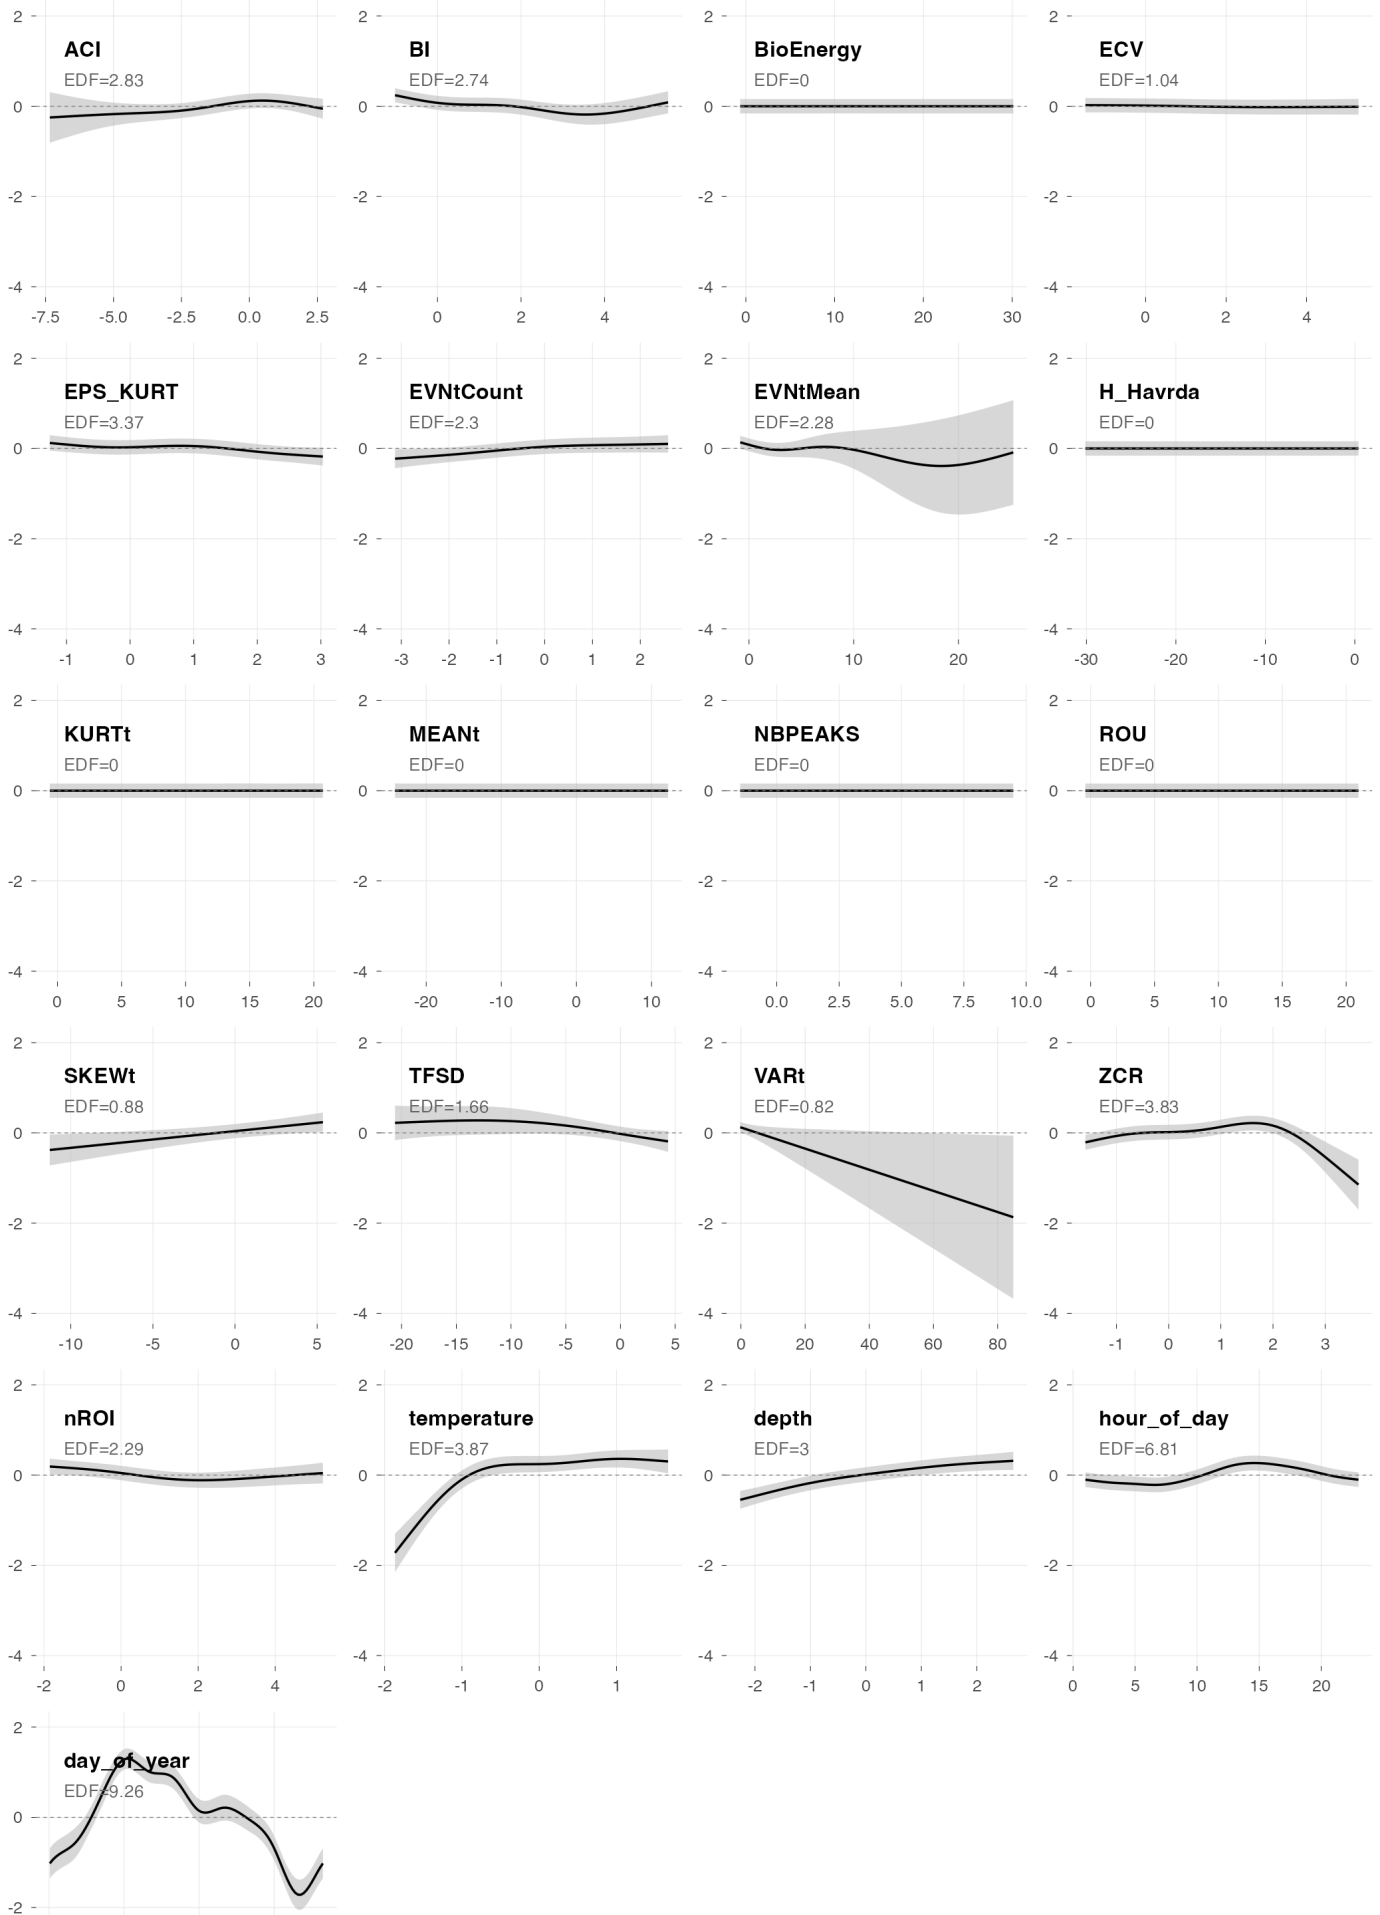 2 2 2 2
ACI BI BioEnergy ECV
EDF=2.83 EDF=2.74 EDF=0 EDF=1.04
0 0 0 0
-2 -2 -2 -2
-4 -4 -4 -4
-7.5 -5.0 -2.5 0.0 2.5 0 2 4 0 10 20 30 0 2 4
2 2 2 2
EPS_KURT EVNtCount EVNtMean H_Havrda
EDF=3.37 EDF=2.3 EDF=2.28 EDF=0
0 0 0 0
-2 -2 -2 -2
-4 -4 -4 -4
-1 0 1 2 3 -3 -2 -1 0 1 2 0 10 20 -30 -20 -10 0
2 2 2 2
KURTt MEANt NBPEAKS ROU
EDF=0 EDF=0 EDF=0 EDF=0
0 0 0 0
-2 -2 -2 -2
-4 -4 -4 -4
0 5 10 15 20 -20 -10 0 10 0.0 2.5 5.0 7.5 10.0 0 5 10 15 20
2 2 2 2
SKEWt TFSD VARt ZCR
EDF=0.88 EDF=1.66 EDF=0.82 EDF=3.83
0 0 0 0
-2 -2 -2 -2
-4 -4 -4 -4
-10 -5 0 5 -20 -15 -10 -5 0 5 0 20 40 60 80 -1 0 1 2 3
2 2 2 2
nROI temperature depth hour_of_day
EDF=2.29 EDF=3.87 EDF=3 EDF=6.81
0 0 0 0
-2 -2 -2 -2
-4 -4 -4 -4
-2 0 2 4 -2 -1 0 1 -2 -1 0 1 2 0 5 10 15 20
2
day_of_year
EDF=9.26
0
-2